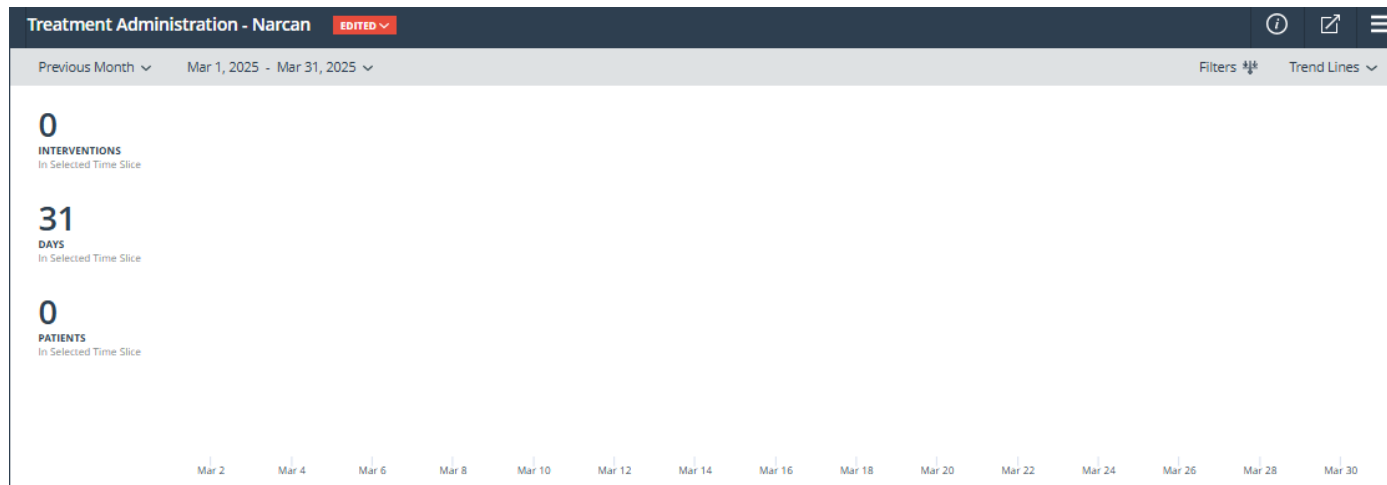 Treatment Administration - Narcan EDITED
Previous Month Mar 1, 2025 - Mar 31, 2025 Filters Trend Lines
0
INTERVENTIONS
In Selected Time Slice
31
DAYS
In Selected Time Slice
0
PATIENTS
In Selected Time Slice
Mar 2 Mar 4 Mar 6 Mar 8 Mar 10 Mar 12 Mar 14 Mar 16 Mar 18 Mar 20 Mar 22 Mar 24 Mar 26 Mar 28 Mar 30